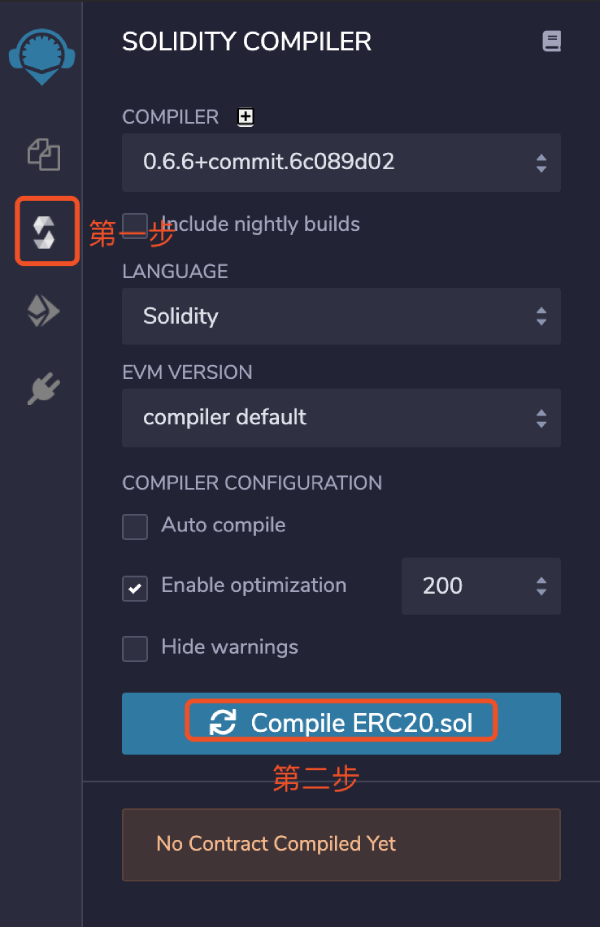 SOLIDITY COMPILER
COMPILER
0.6.6+commit.6c089d02
第一步
Include nightly builds
LANGUAGE
Solidity
EVM VERSION
compiler default
COMPILER CONFIGURATION
Auto compile
Enable optimization 200
Hide warnings
Compile ERC20.sol
第二步
No Contract Compiled Yet